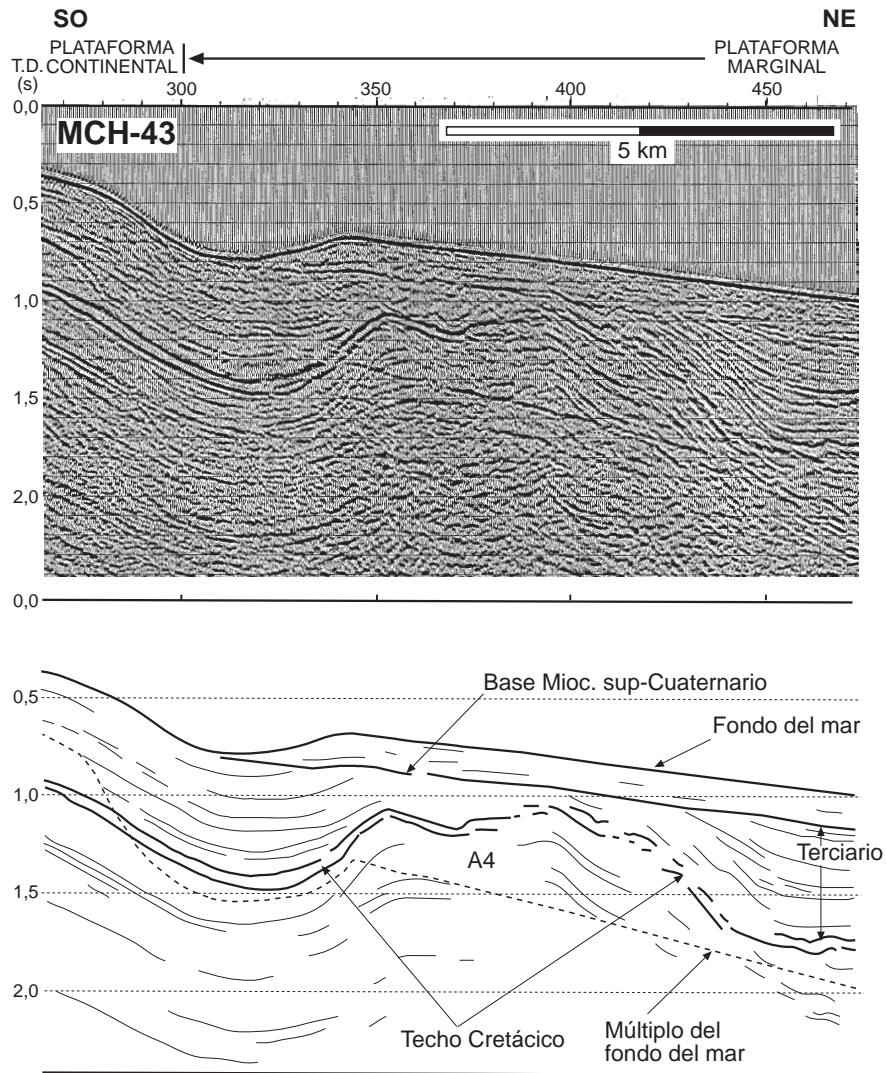 SO
NE
PLATAFORMA
CONTINENTAL
PLATAFORMA
MARGINAL
T.D.
(s)
300
350
400
450
0,0
MCH-43
5 km
0,5
1,0
1,5
2,0
0,0
0,5
Base Mioc. sup-Cuaternario
Fondo del mar
1,0
Terciario
A4
1,5
2,0
Techo Cretácico
Múltiplo del
fondo del mar